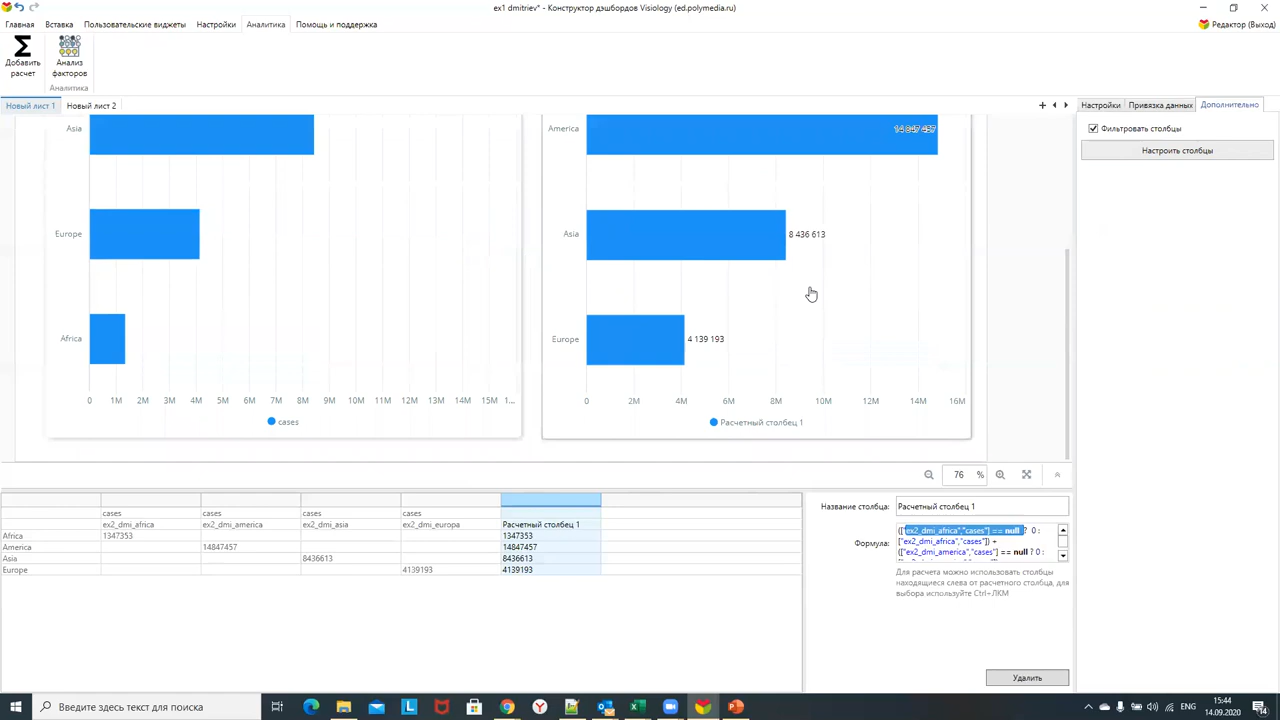 ex1 dmitriev* - Конструктор дэшбордов Visiology (ed.polymedia.ru)
Главная Вставка Пользовательские виджеты Настройки Аналитика Помощь и поддержка
Редактор (Выход)
Добавить расчет
Анализ факторов
Аналитика
Новый лист 1 Новый лист 2
Настройки Привязка данных Дополнительно
Фильтровать столбцы
Настроить столбцы
Asia
Europe
Africa
0 1M 2M 3M 4M 5M 6M 7M 8M 9M 10M 11M 12M 13M 14M 15M 1...
cases
America 14 847 457
Asia 8 436 613
Europe 4 139 193
0 2M 4M 6M 8M 10M 12M 14M 16M
Расчетный столбец 1
76 %
cases cases cases cases
ex2_dmi_africa ex2_dmi_america ex2_dmi_asia ex2_dmi_europa Расчетный столбец 1
Africa 1347353 1347353
America 14847457 14847457
Asia 8436613 8436613
Europe 4139193 4139193
Название столбца: Расчетный столбец 1
Формула:
(["ex2_dmi_africa","cases"] == null ? 0 :
["ex2_dmi_africa","cases"]) +
(["ex2_dmi_america","cases"] == null ? 0 :
Для расчета можно использовать столбцы
находящиеся слева от расчетного столбца, для
выбора используйте Ctrl+ЛКМ
Удалить
Введите здесь текст для поиска
15:44
14.09.2020